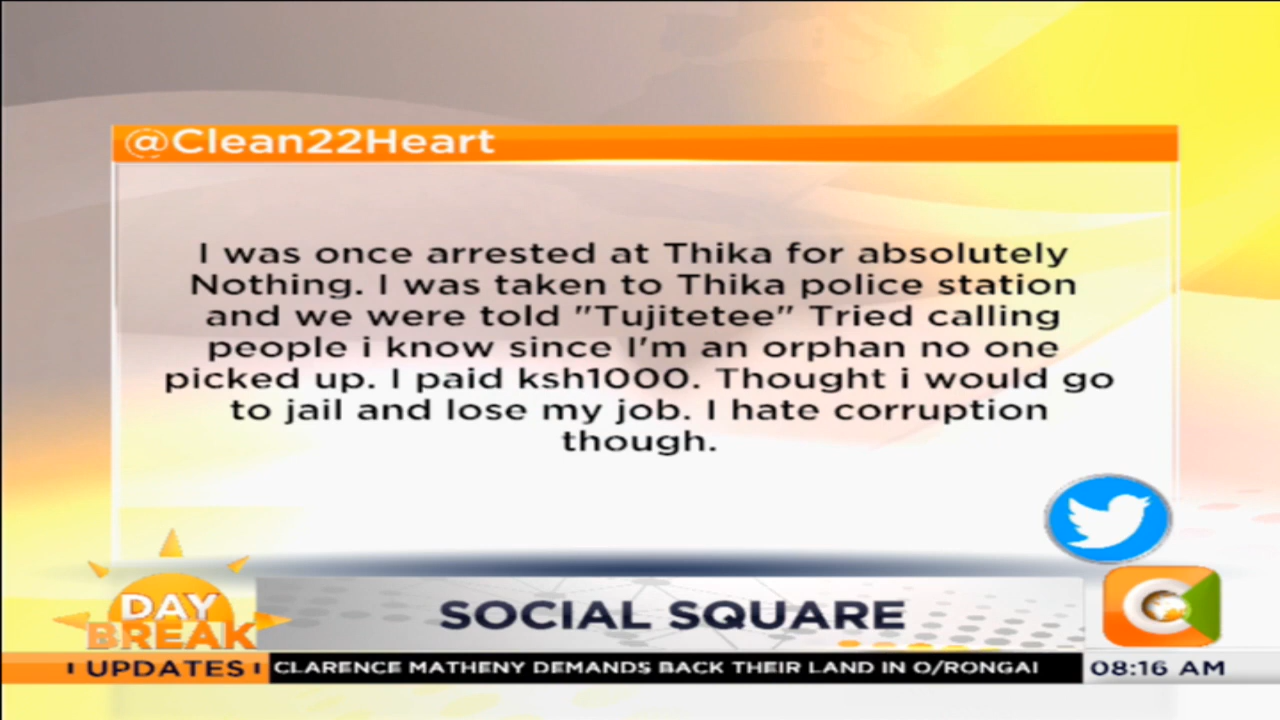 @Clean22Heart
I was once arrested at Thika for absolutely
Nothing. I was taken to Thika police station
and we were told "Tujitetee" Tried calling
people i know since I'm an orphan no one
picked up. I paid ksh1000. Thought i would go
to jail and lose my job. I hate corruption
though.
DAY
BREAK
SOCIAL SQUARE
UPDATES
CLARENCE MATHENY DEMANDS BACK THEIR LAND IN O/RONGAI
08:16 AM